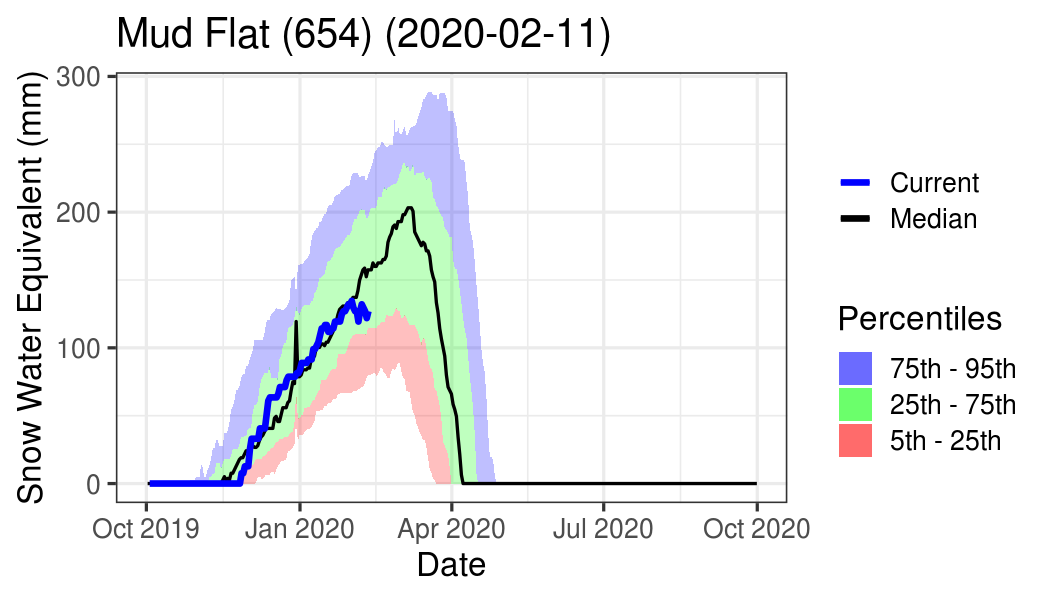 Mud Flat (654) (2020-02-11)
Snow Water Equivalent (mm)
300
200
100
0
Oct 2019
Jan 2020
Apr 2020
Jul 2020
Oct 2020
Date
Current
Median
Percentiles
75th - 95th
25th - 75th
5th - 25th